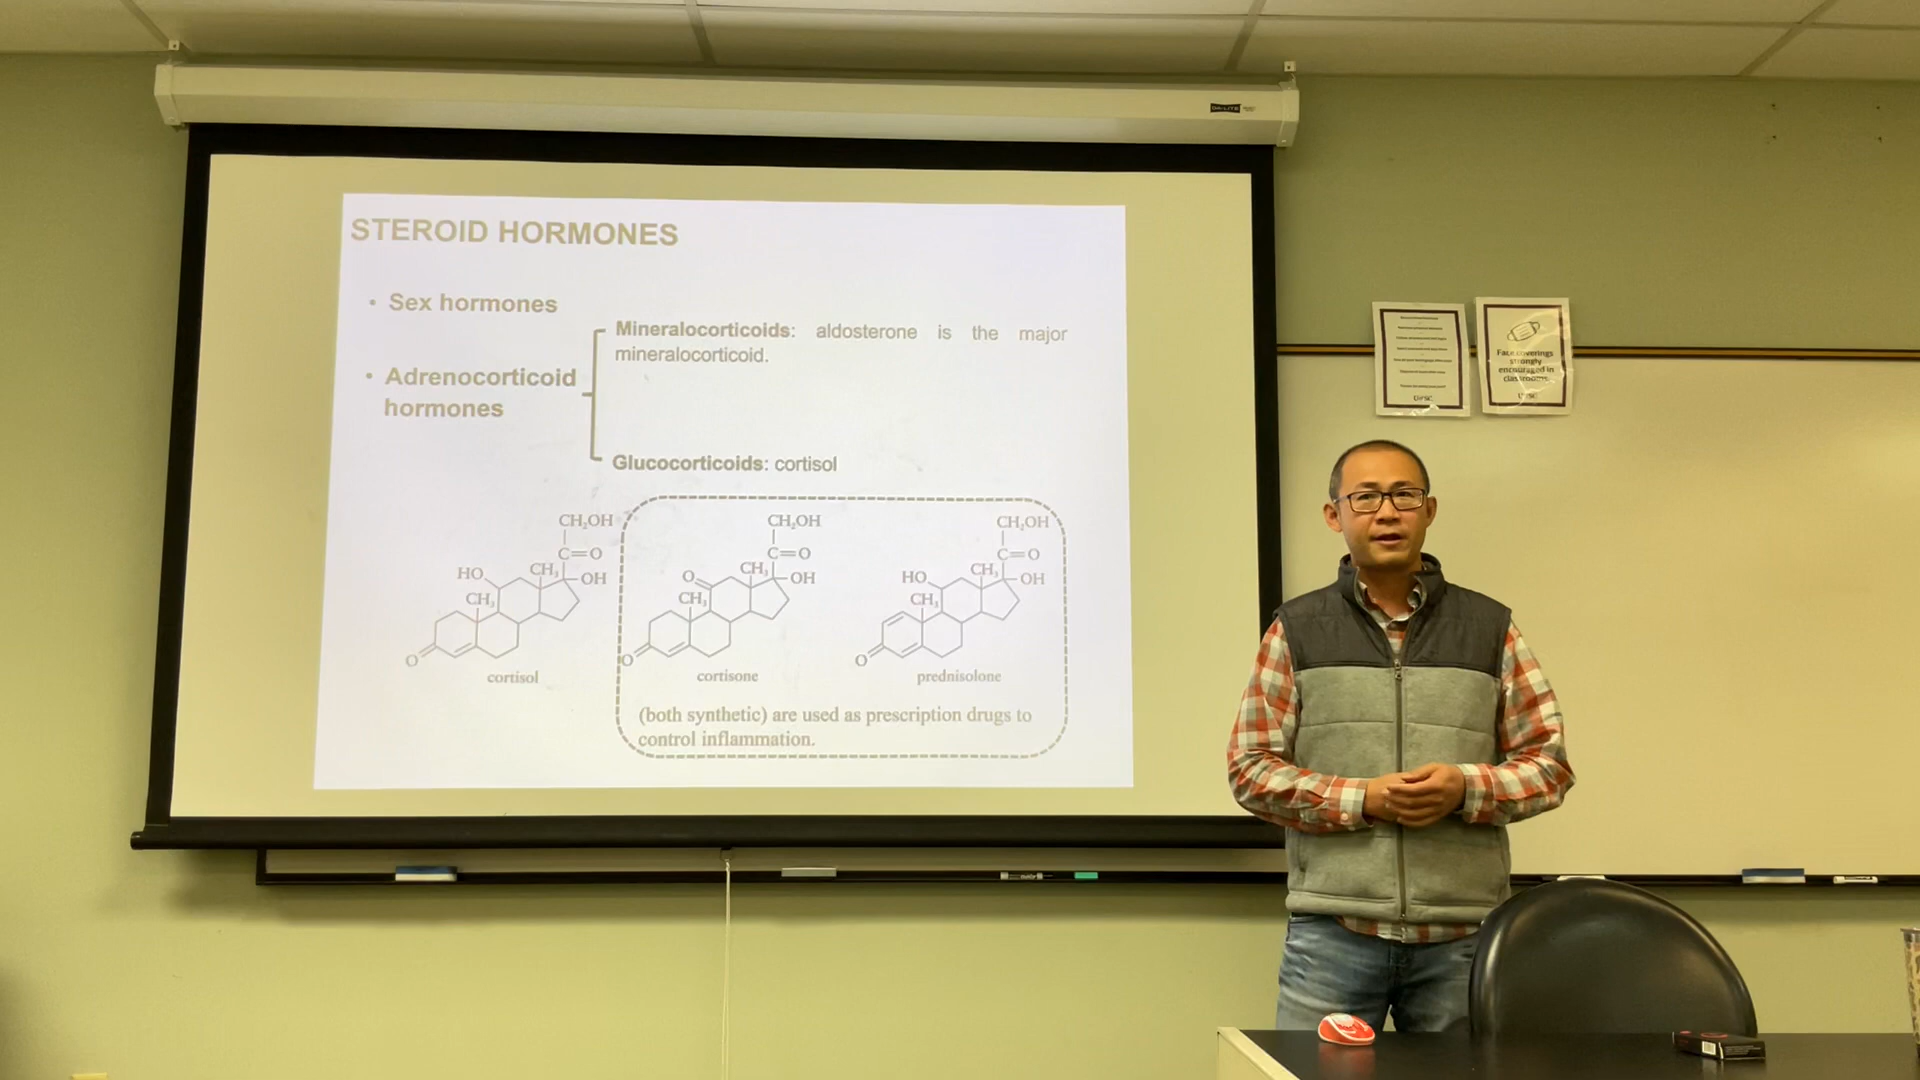 DA-LITE
STEROID HORMONES
• Sex hormones
Mineralocorticoids: aldosterone is the major
mineralocorticoid.
• Adrenocorticoid
hormones
Glucocorticoids: cortisol
CH₂OH
C=O
HO
CH₃
OH
CH₃
O
cortisol
CH₂OH
C=O
O
CH₃
OH
CH₃
O
cortisone
CH₂OH
C=O
HO
CH₃
OH
CH₃
O
prednisolone
(both synthetic) are used as prescription drugs to
control inflammation.
Face coverings
strongly
encouraged in
classrooms.